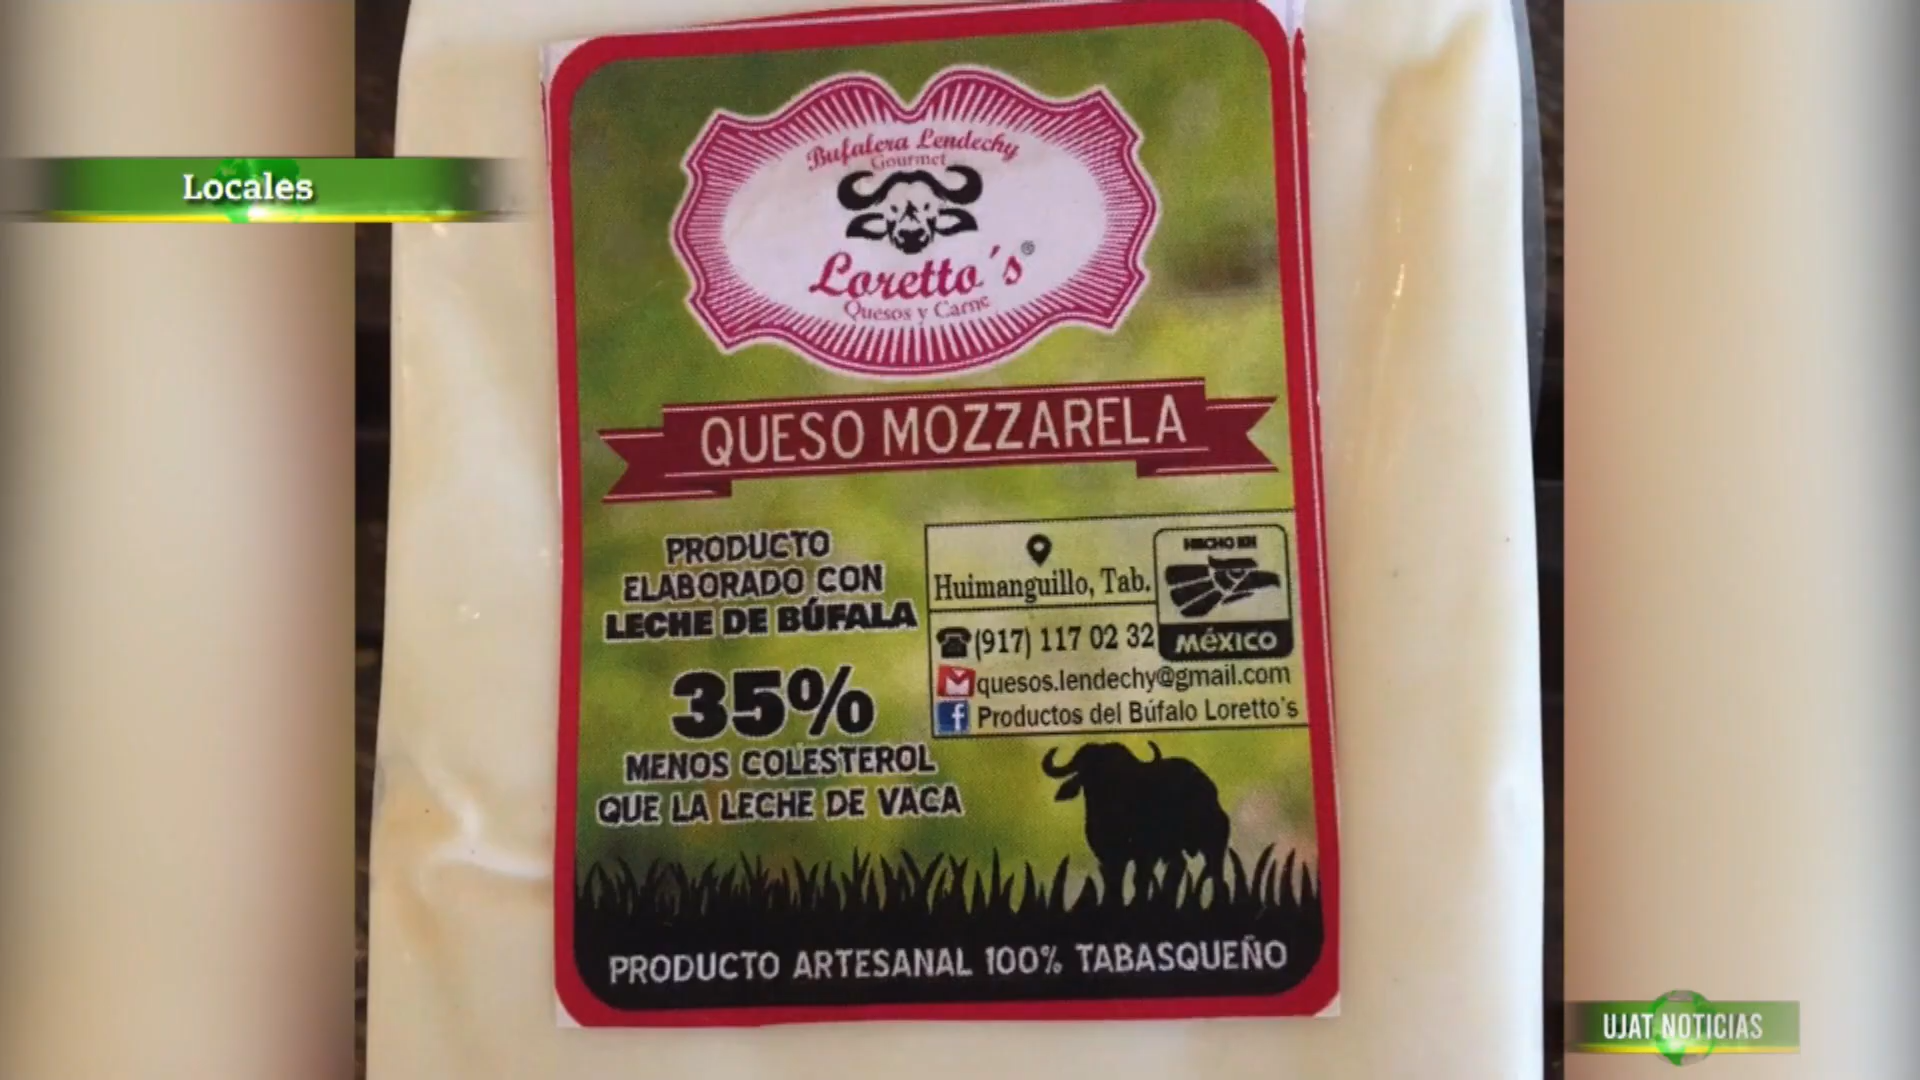 Locales
Bufalera Lendechy
Gourmet
Loretto´s®
Quesos y Carne
QUESO MOZZARELA
PRODUCTO
ELABORADO CON
LECHE DE BÚFALA
35%
MENOS COLESTEROL
QUE LA LECHE DE VACA
Huimanguillo, Tab.
(917) 117 02 32
quesos.lendechy@gmail.com
Productos del Búfalo Loretto's
HECHO EN
MéXICO
PRODUCTO ARTESANAL 100% TABASQUEÑO
UJAT NOTICIAS